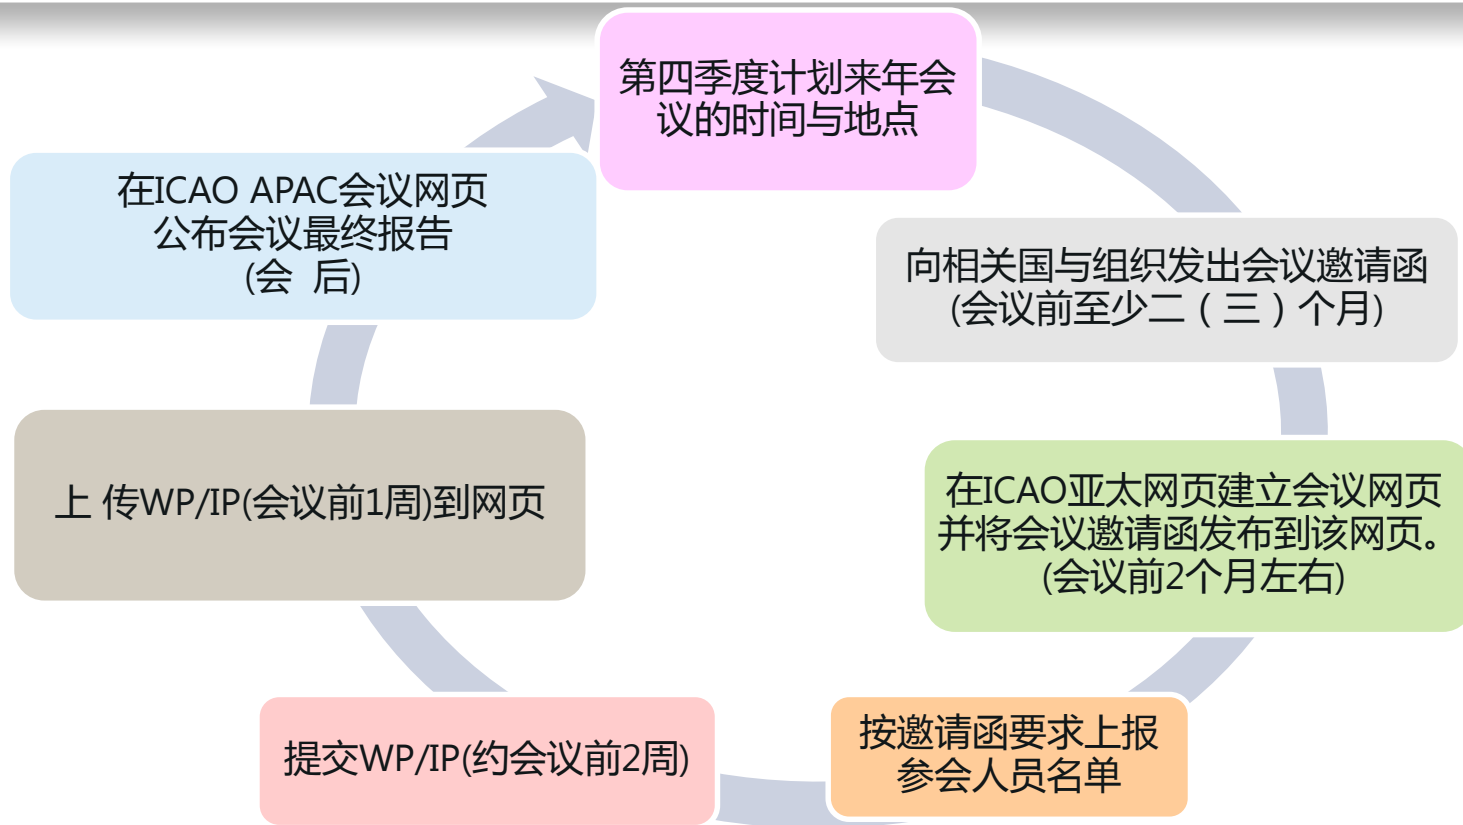 第四季度计划来年会
议的时间与地点
向相关国与组织发出会议邀请函
(会议前至少二（三）个月)
在ICAO亚太网页建立会议网页
并将会议邀请函发布到该网页。
(会议前2个月左右)
按邀请函要求上报
参会人员名单
提交WP/IP(约会议前2周)
上 传WP/IP(会议前1周)到网页
在ICAO APAC会议网页
公布会议最终报告
(会 后)